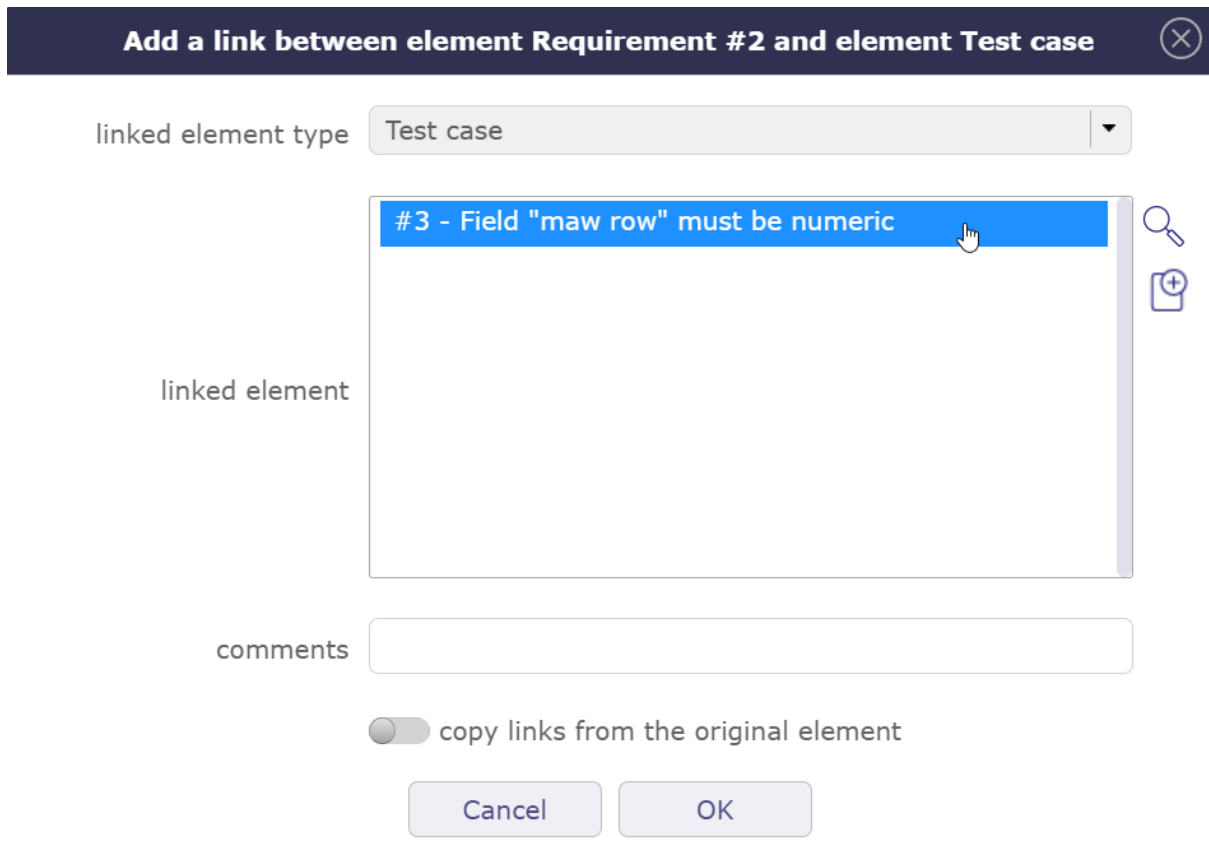 Add a link between element Requirement #2 and element Test case
linked element type
Test case
#3 - Field "maw row" must be numeric
linked element
comments
copy links from the original element
Cancel
OK